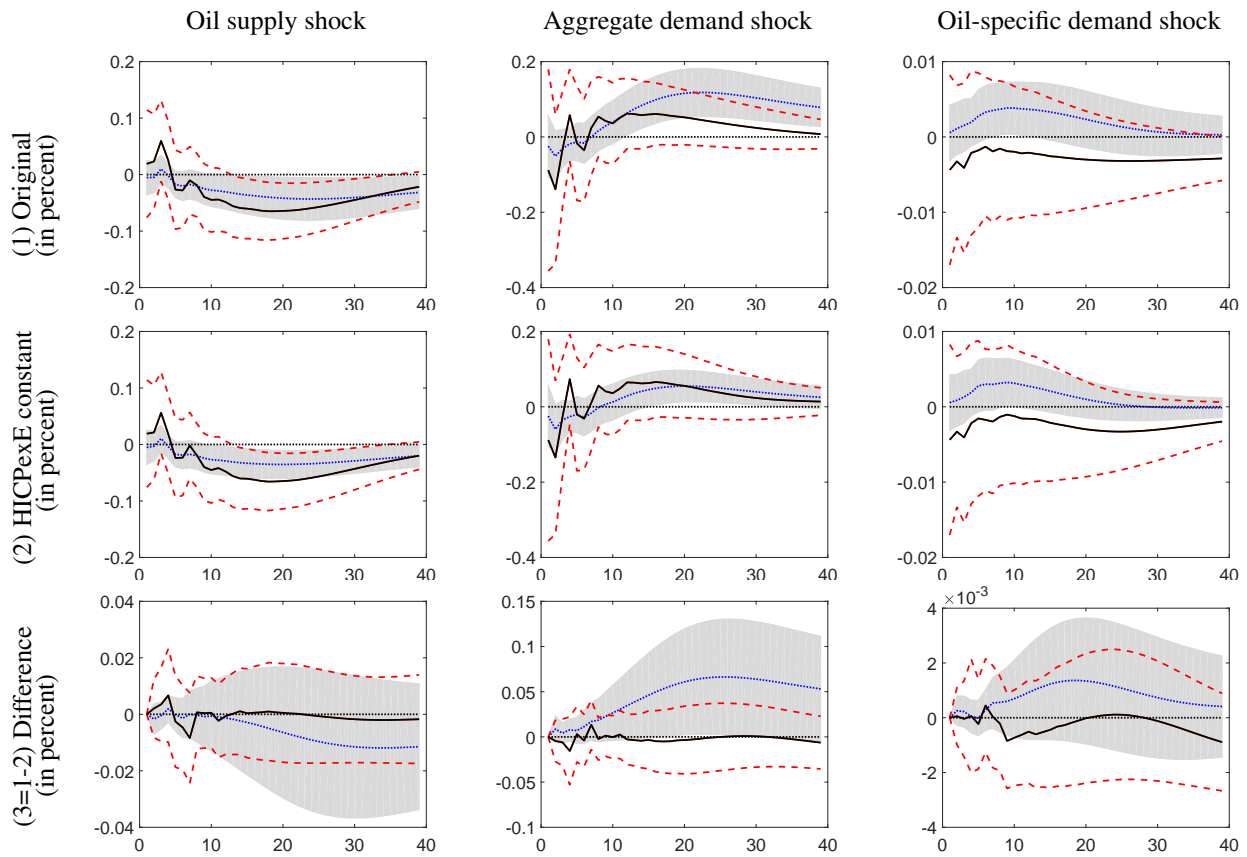 Oil supply shock
Aggregate demand shock
Oil-specific demand shock
(1) Original
(in percent)
0.2
0.1
0
-0.1
-0.2
0 10 20 30 40
0.2
0
-0.2
-0.4
0 10 20 30 40
0.01
0
-0.01
-0.02
0 10 20 30 40
(2) HICPexE constant
(in percent)
0.2
0.1
0
-0.1
-0.2
0 10 20 30 40
0.2
0
-0.2
-0.4
0 10 20 30 40
0.01
0
-0.01
-0.02
0 10 20 30 40
(3=1-2) Difference
(in percent)
0.04
0.02
0
-0.02
-0.04
0 10 20 30 40
0.15
0.1
0.05
0
-0.05
-0.1
0 10 20 30 40
×10⁻³
4
2
0
-2
-4
0 10 20 30 40